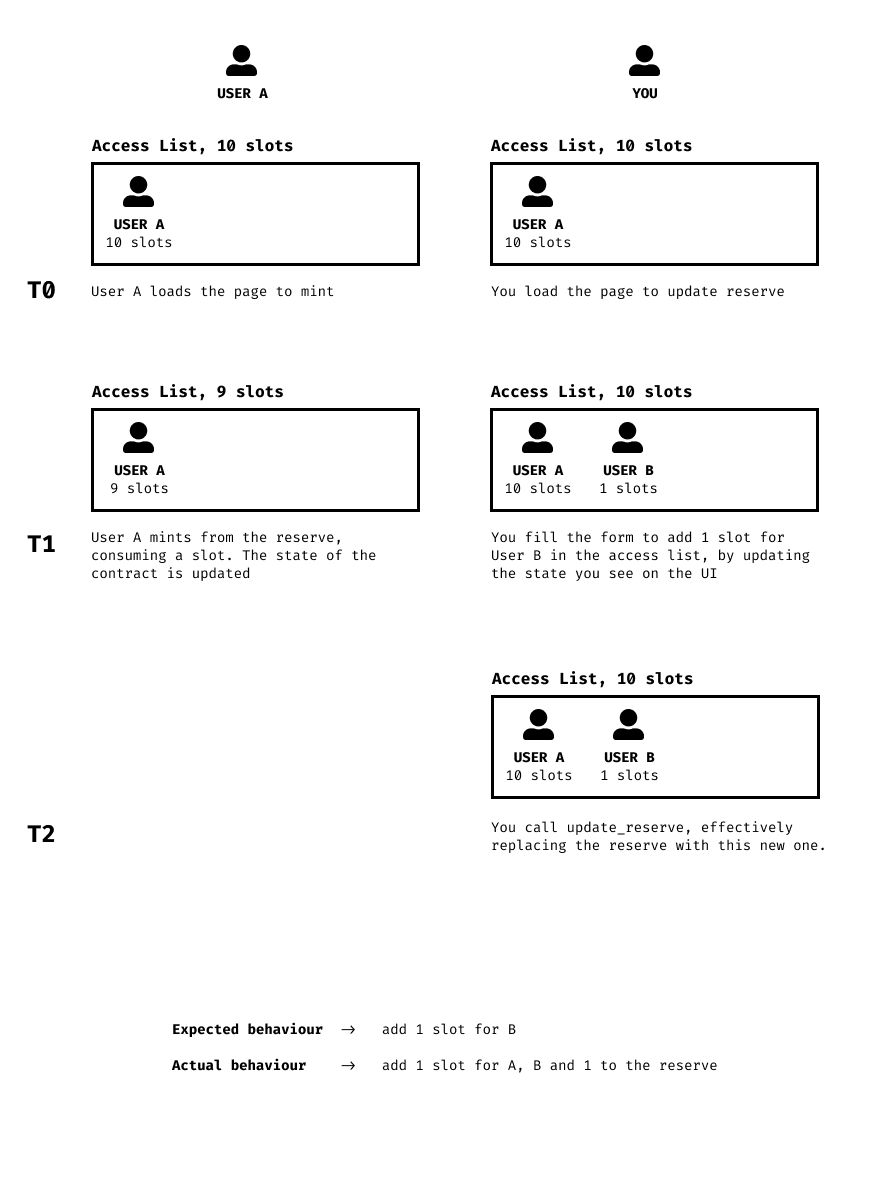 USER A
YOU
Access List, 10 slots
Access List, 10 slots
USER A
10 slots
USER A
10 slots
T0
User A loads the page to mint
You load the page to update reserve
Access List, 9 slots
Access List, 10 slots
USER A
9 slots
USER A
10 slots
USER B
1 slots
T1
User A mints from the reserve,
consuming a slot. The state of the
contract is updated
You fill the form to add 1 slot for
User B in the access list, by updating
the state you see on the UI
Access List, 10 slots
USER A
10 slots
USER B
1 slots
T2
You call update_reserve, effectively
replacing the reserve with this new one.
Expected behaviour → add 1 slot for B
Actual behaviour → add 1 slot for A, B and 1 to the reserve